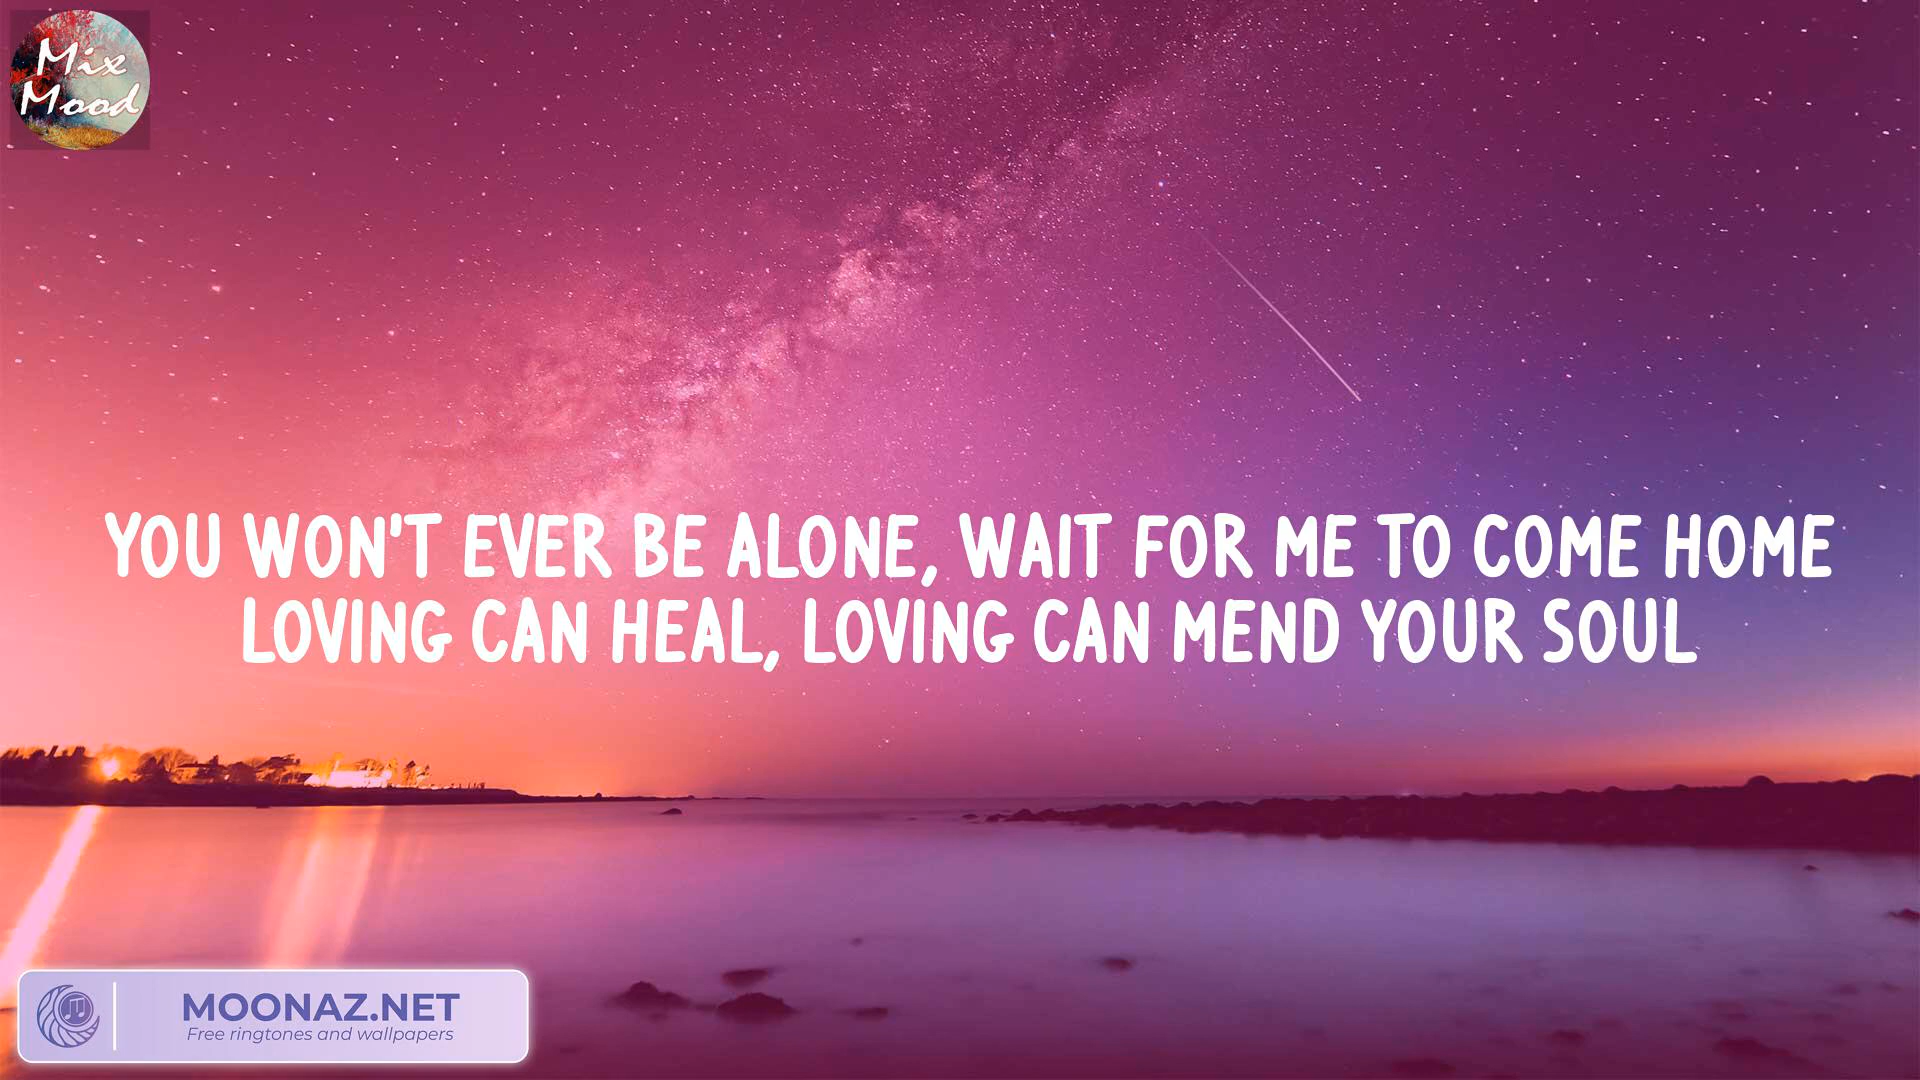 Mix
Mood
YOU WON'T EVER BE ALONE, WAIT FOR ME TO COME HOME
LOVING CAN HEAL, LOVING CAN MEND YOUR SOUL
MOONAZ.NET
Free ringtones and wallpapers